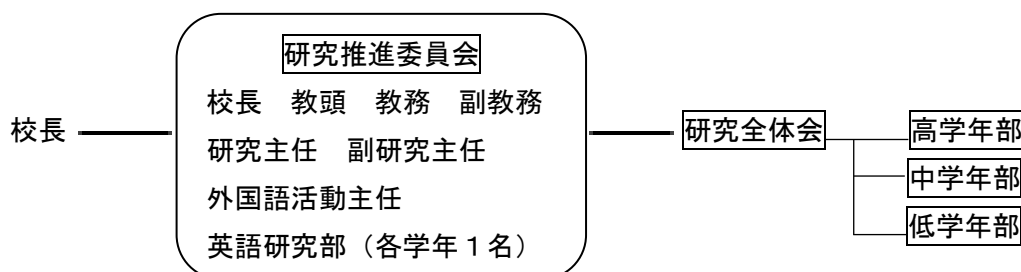 校長
研究推進委員会
校長　教頭　教務　副教務
研究主任　副研究主任
外国語活動主任
英語研究部（各学年１名）
研究全体会
高学年部
中学年部
低学年部